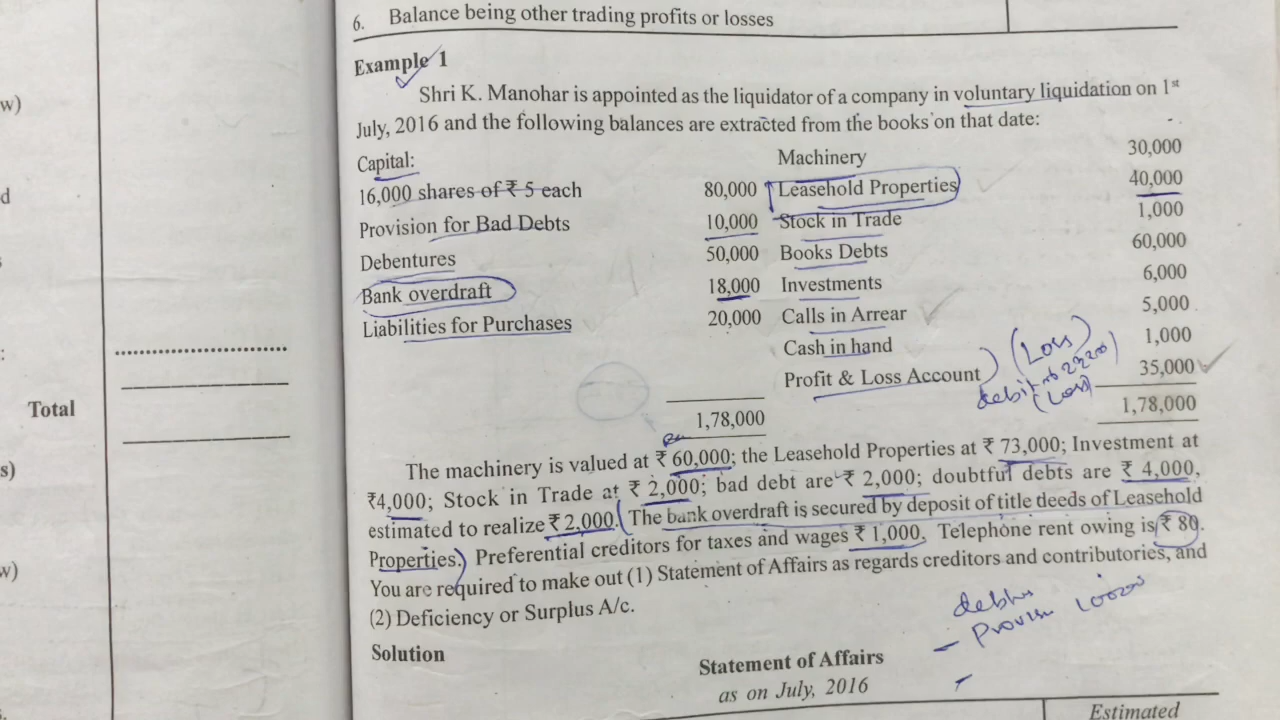 w)
d
:
Total
s)
w)
6. Balance being other trading profits or losses
Example 1
Shri K. Manohar is appointed as the liquidator of a company in voluntary liquidation on 1st
July, 2016 and the following balances are extracted from the books on that date:
Capital: Machinery 30,000
16,000 shares of ₹ 5 each 80,000 Leasehold Properties 40,000
Provision for Bad Debts 10,000 Stock in Trade 1,000
Debentures 50,000 Books Debts 60,000
Bank overdraft 18,000 Investments 6,000
Liabilities for Purchases 20,000 Calls in Arrear 5,000
Cash in hand 1,000
Profit & Loss Account 35,000
(Loss)
debit
(Loss)
1,78,000 1,78,000
The machinery is valued at ₹ 60,000; the Leasehold Properties at ₹ 73,000; Investment at
₹4,000; Stock in Trade at ₹ 2,000; bad debt are ₹ 2,000; doubtful debts are ₹ 4,000,
estimated to realize ₹ 2,000. The bank overdraft is secured by deposit of title deeds of Leasehold
Properties. Preferential creditors for taxes and wages ₹ 1,000. Telephone rent owing is ₹ 80.
You are required to make out (1) Statement of Affairs as regards creditors and contributories, and
(2) Deficiency or Surplus A/c.
debts
- Provisn 10000
Solution
Statement of Affairs
as on July, 2016
Estimated